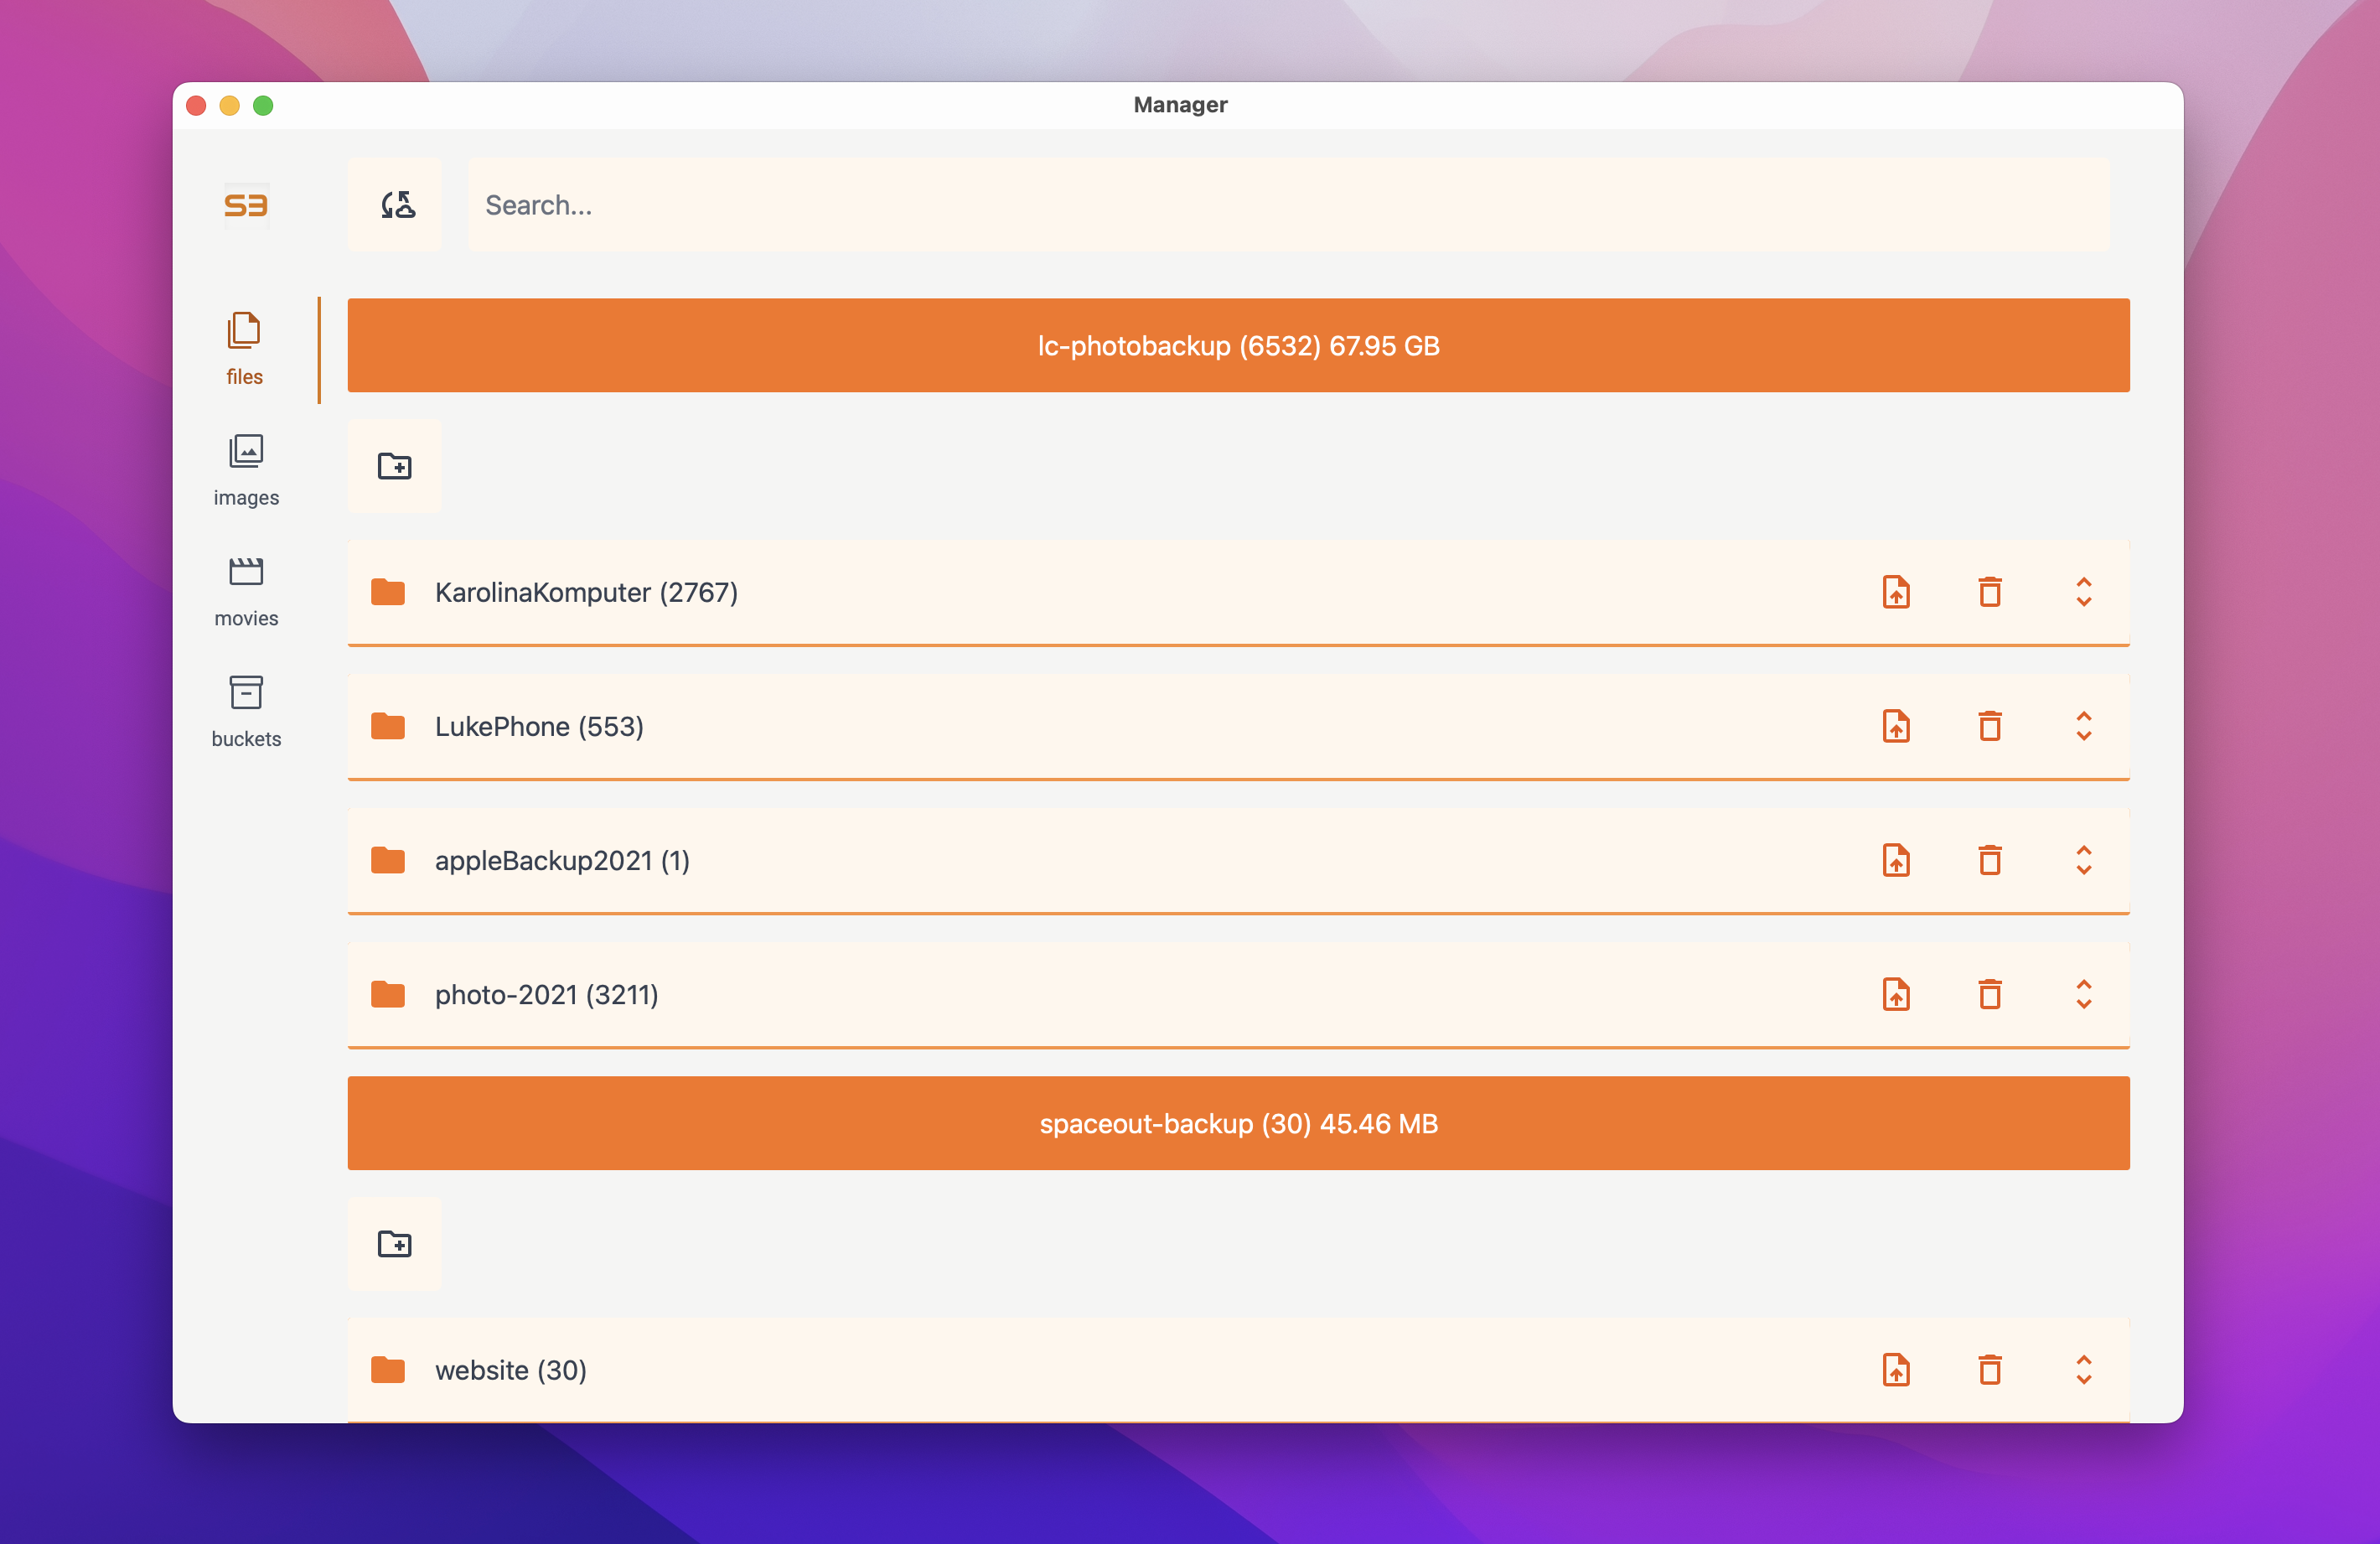 Manager
S3
Search...
files
images
movies
buckets
lc-photobackup (6532) 67.95 GB
KarolinaKomputer (2767)
LukePhone (553)
appleBackup2021 (1)
photo-2021 (3211)
spaceout-backup (30) 45.46 MB
website (30)